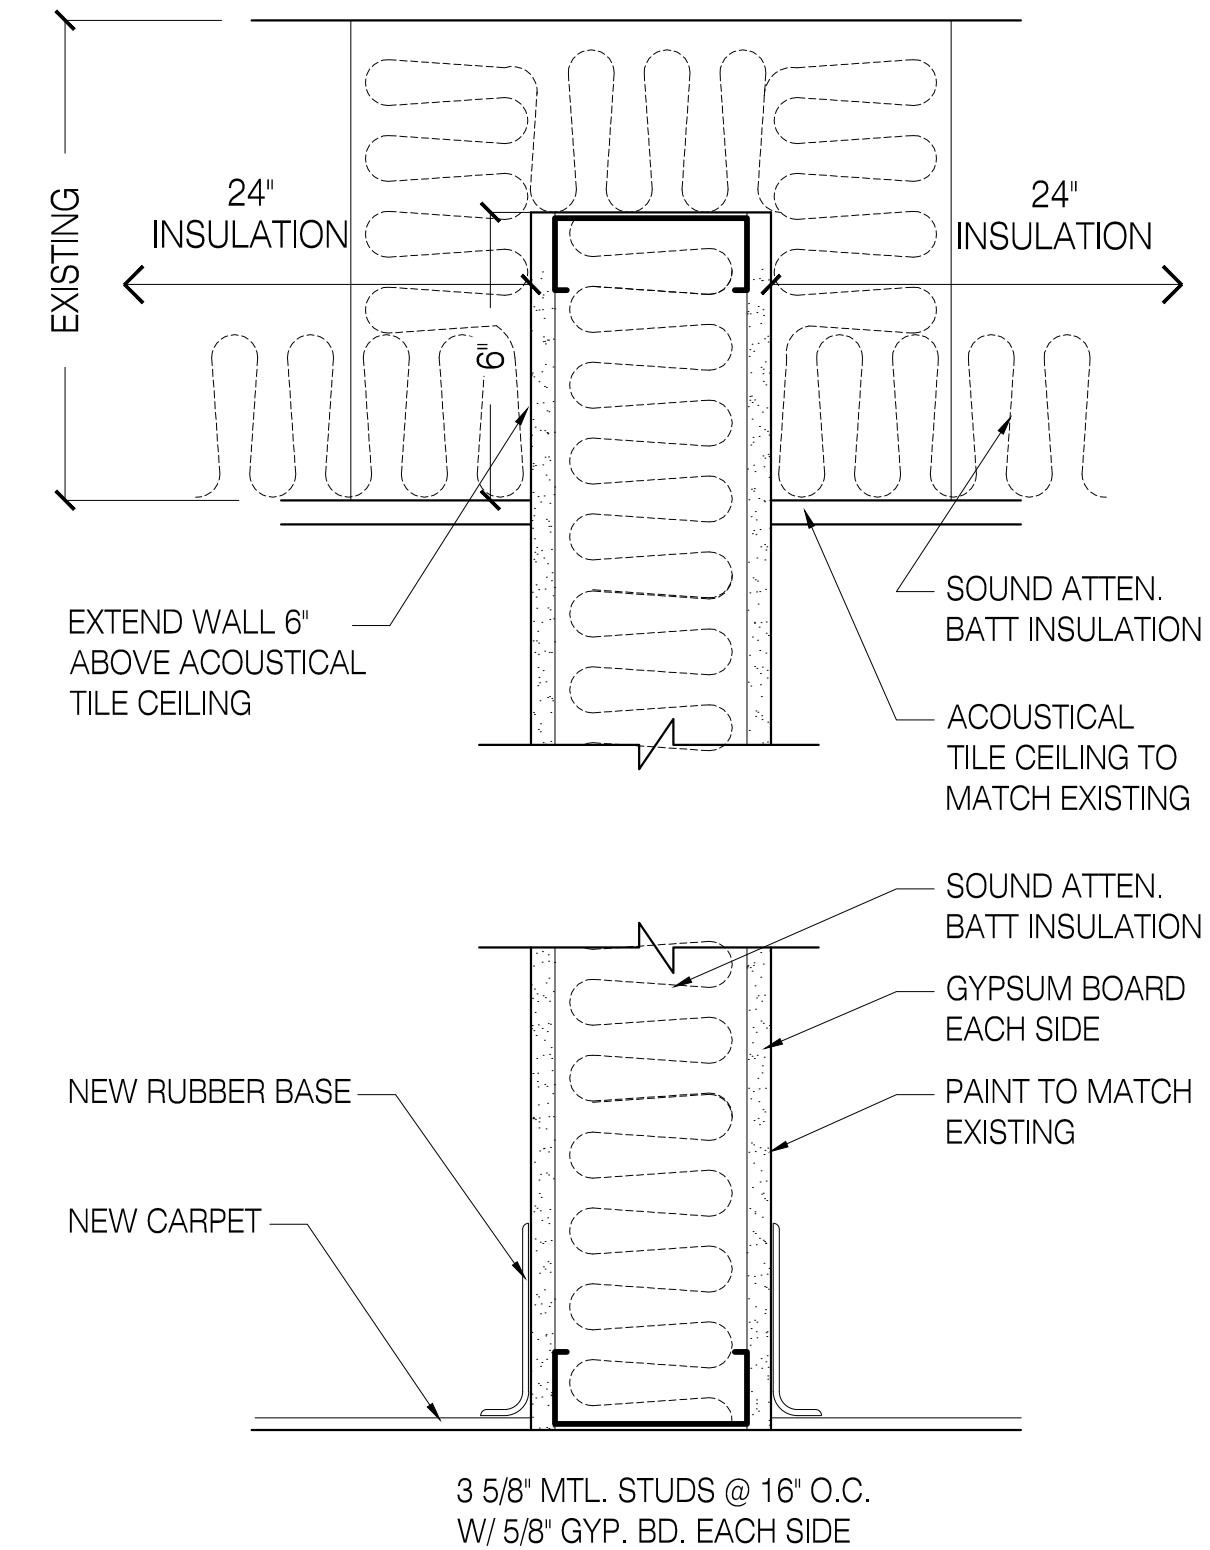 24"
INSULATION
24"
INSULATION
EXISTING
6"
EXTEND WALL 6"
ABOVE ACOUSTICAL
TILE CEILING
SOUND ATTEN.
BATT INSULATION
ACOUSTICAL
TILE CEILING TO
MATCH EXISTING
SOUND ATTEN.
BATT INSULATION
GYPSUM BOARD
EACH SIDE
NEW RUBBER BASE
PAINT TO MATCH
EXISTING
NEW CARPET
3 5/8" MTL. STUDS @ 16" O.C.
W/ 5/8" GYP. BD. EACH SIDE